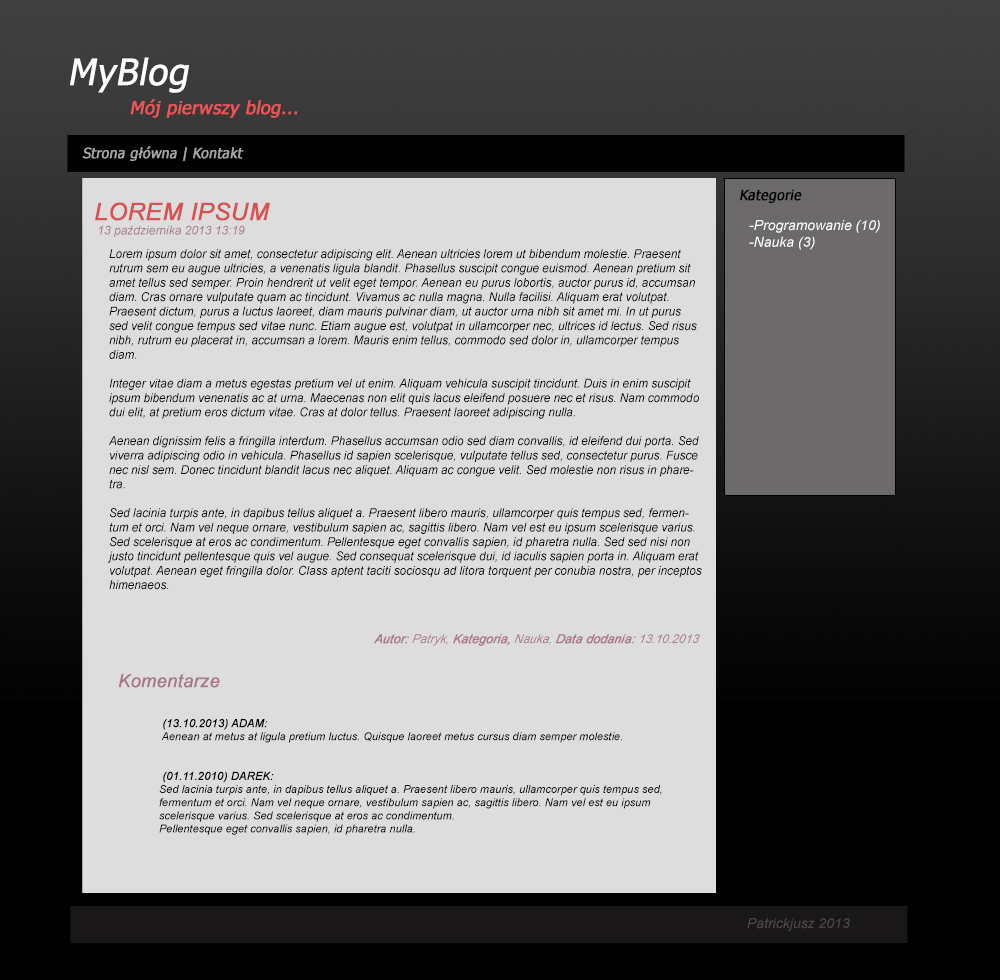 MyBlog
Mój pierwszy blog...
Strona główna | Kontakt
LOREM IPSUM
13 października 2013 13:19
Lorem ipsum dolor sit amet, consectetur adipiscing elit. Aenean ultricies lorem ut bibendum molestie. Praesent
rutrum sem eu augue ultricies, a venenatis ligula blandit. Phasellus suscipit congue euismod. Aenean pretium sit
amet tellus sed semper. Proin hendrerit ut velit eget tempor. Aenean eu purus lobortis, auctor purus id, accumsan
diam. Cras ornare vulputate quam ac tincidunt. Vivamus ac nulla magna. Nulla facilisi. Aliquam erat volutpat.
Praesent dictum, purus a luctus laoreet, diam mauris pulvinar diam, ut auctor urna nibh sit amet mi. In ut purus
sed velit congue tempus sed vitae nunc. Etiam augue est, volutpat in ullamcorper nec, ultrices id lectus. Sed risus
nibh, rutrum eu placerat in, accumsan a lorem. Mauris enim tellus, commodo sed dolor in, ullamcorper tempus
diam.
Integer vitae diam a metus egestas pretium vel ut enim. Aliquam vehicula suscipit tincidunt. Duis in enim suscipit
ipsum bibendum venenatis ac at urna. Maecenas non elit quis lacus eleifend posuere nec et risus. Nam commodo
dui elit, at pretium eros dictum vitae. Cras at dolor tellus. Praesent laoreet adipiscing nulla.
Aenean dignissim felis a fringilla interdum. Phasellus accumsan odio sed diam convallis, id eleifend dui porta. Sed
viverra adipiscing odio in vehicula. Phasellus id sapien scelerisque, vulputate tellus sed, consectetur purus. Fusce
nec nisl sem. Donec tincidunt blandit lacus nec aliquet. Aliquam ac congue velit. Sed molestie non risus in phare-
tra.
Sed lacinia turpis ante, in dapibus tellus aliquet a. Praesent libero mauris, ullamcorper quis tempus sed, fermen-
tum et orci. Nam vel neque ornare, vestibulum sapien ac, sagittis libero. Nam vel est eu ipsum scelerisque varius.
Sed scelerisque at eros ac condimentum. Pellentesque eget convallis sapien, id pharetra nulla. Sed sed nisi non
justo tincidunt pellentesque quis vel augue. Sed consequat scelerisque dui, id iaculis sapien porta in. Aliquam erat
volutpat. Aenean eget fringilla dolor. Class aptent taciti sociosqu ad litora torquent per conubia nostra, per inceptos
himenaeos.
Autor: Patryk, Kategoria, Nauka, Data dodania: 13.10.2013
Komentarze
(13.10.2013) ADAM:
Aenean at metus at ligula pretium luctus. Quisque laoreet metus cursus diam semper molestie.
(01.11.2010) DAREK:
Sed lacinia turpis ante, in dapibus tellus aliquet a. Praesent libero mauris, ullamcorper quis tempus sed,
fermentum et orci. Nam vel neque ornare, vestibulum sapien ac, sagittis libero. Nam vel est eu ipsum
scelerisque varius. Sed scelerisque at eros ac condimentum.
Pellentesque eget convallis sapien, id pharetra nulla.
Kategorie
-Programowanie (10)
-Nauka (3)
Patrickjusz 2013